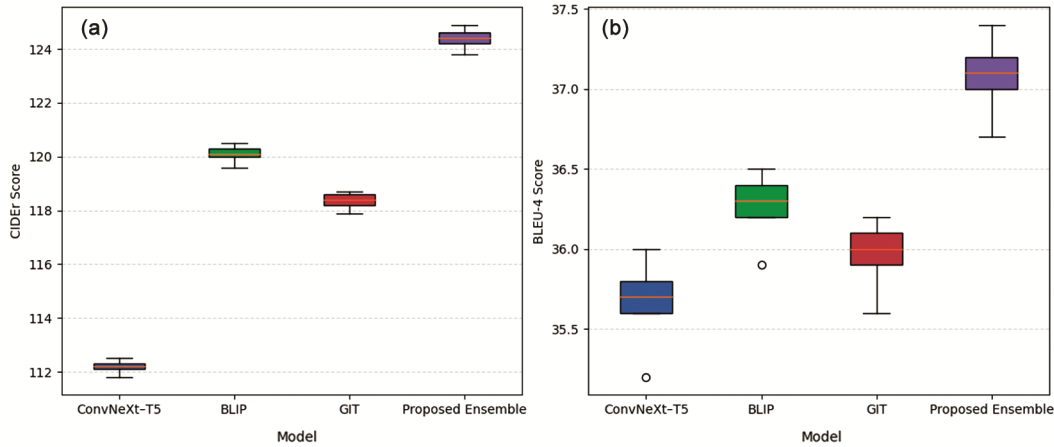 (a)
CIDEr Score
124
122
120
118
116
114
112
ConvNeXt–T5 BLIP GIT Proposed Ensemble
Model
(b)
BLEU-4 Score
37.5
37.0
36.5
36.0
35.5
ConvNeXt–T5 BLIP GIT Proposed Ensemble
Model